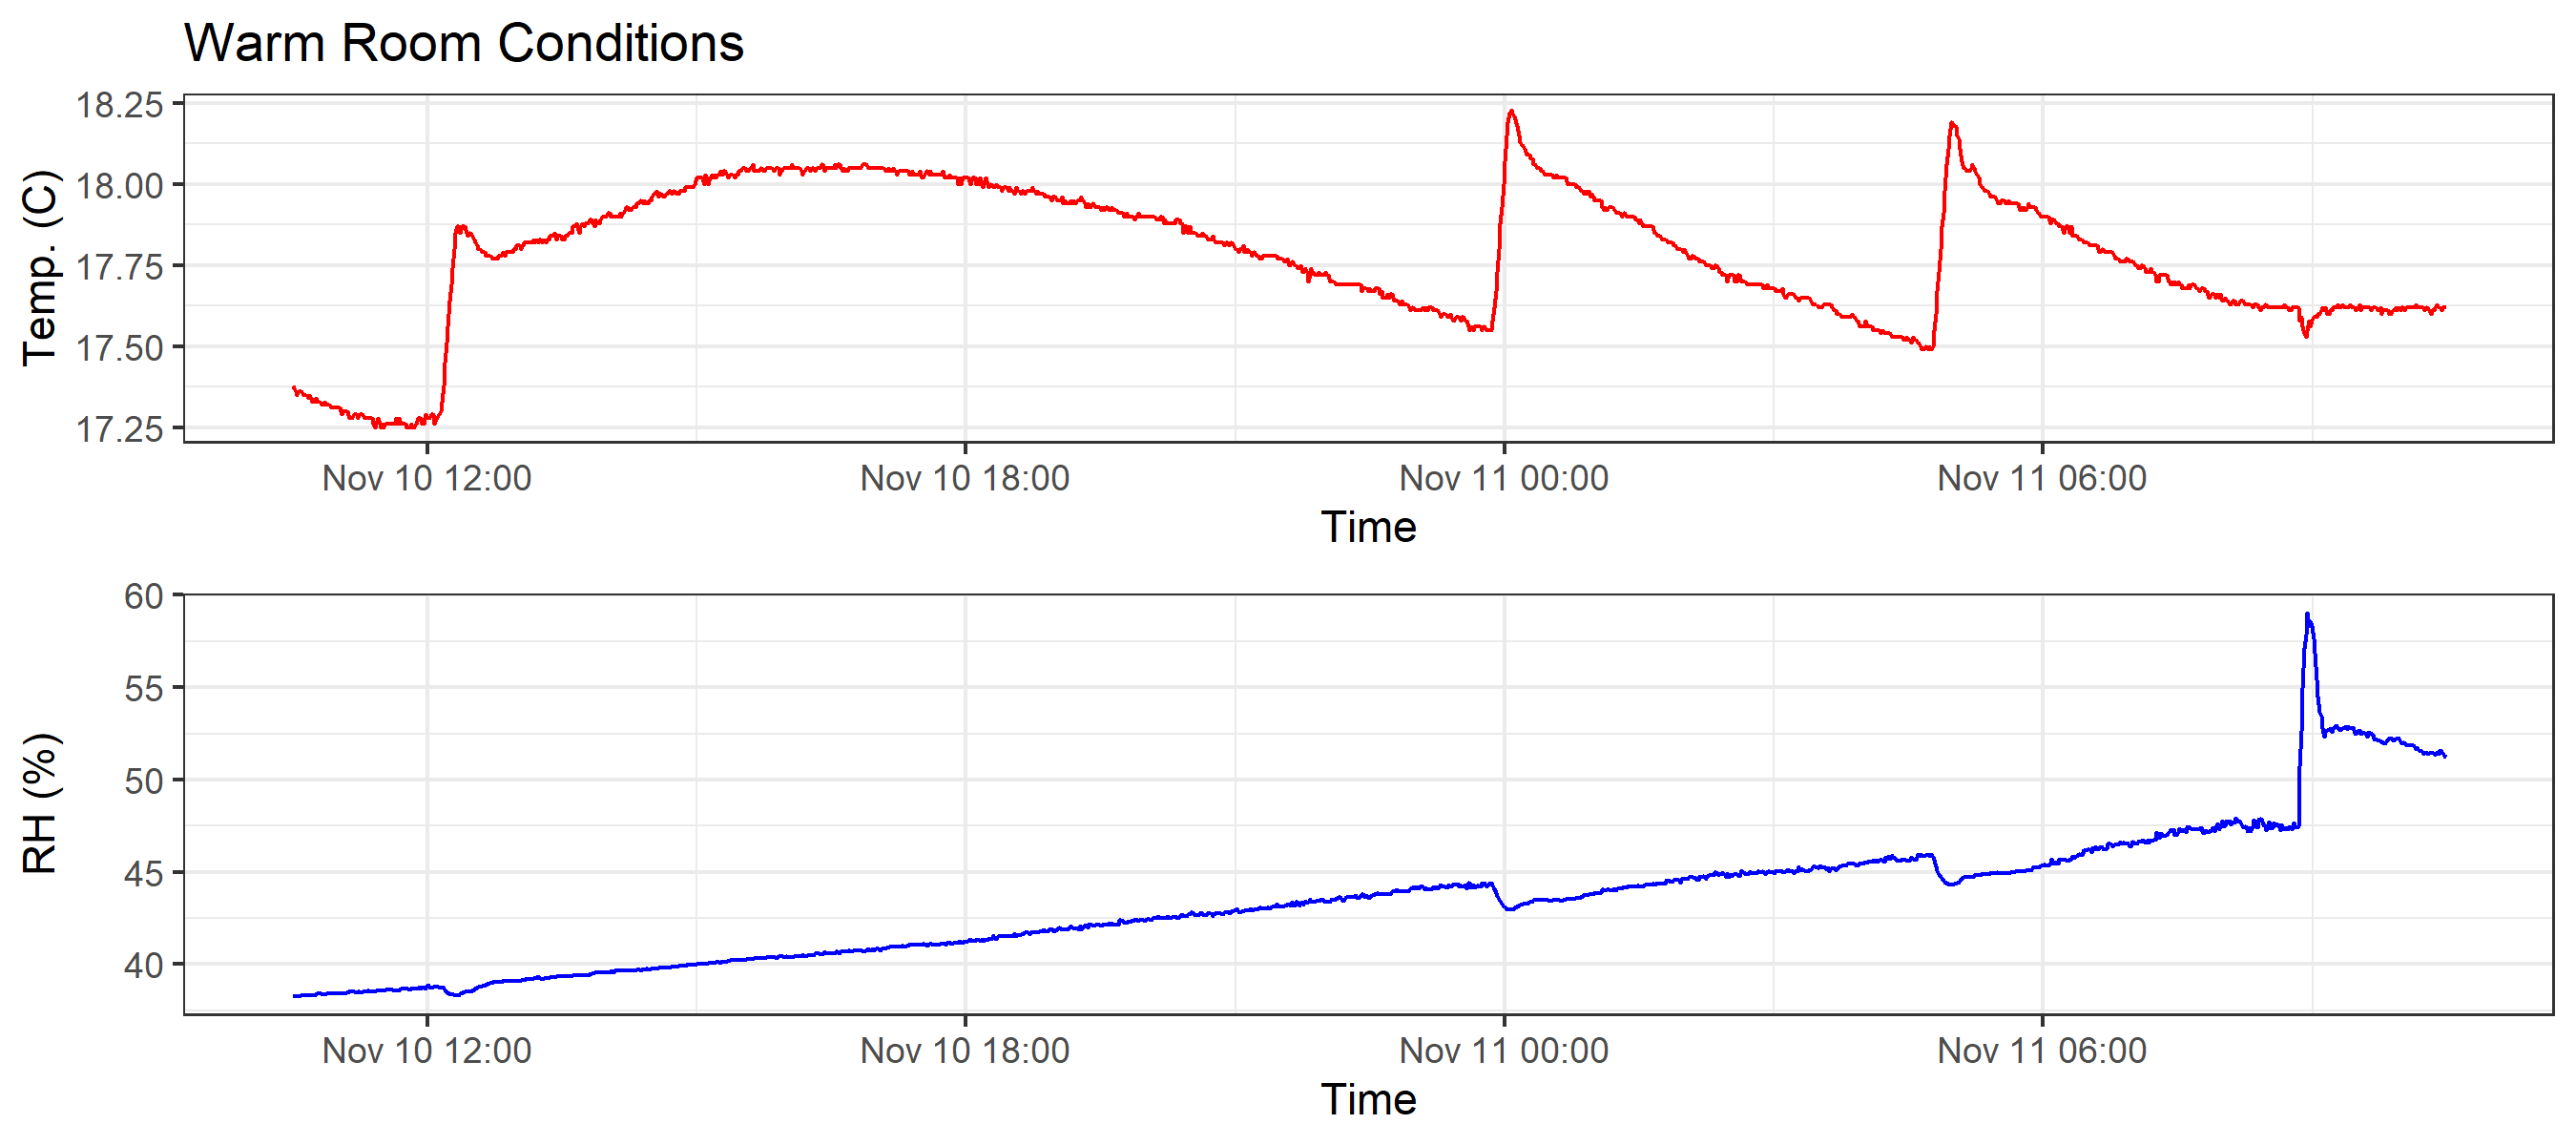 Warm Room Conditions
Temp. (C)
18.25
18.00
17.75
17.50
17.25
Nov 10 12:00 Nov 10 18:00 Nov 11 00:00 Nov 11 06:00
Time
RH (%)
60
55
50
45
40
Nov 10 12:00 Nov 10 18:00 Nov 11 00:00 Nov 11 06:00
Time